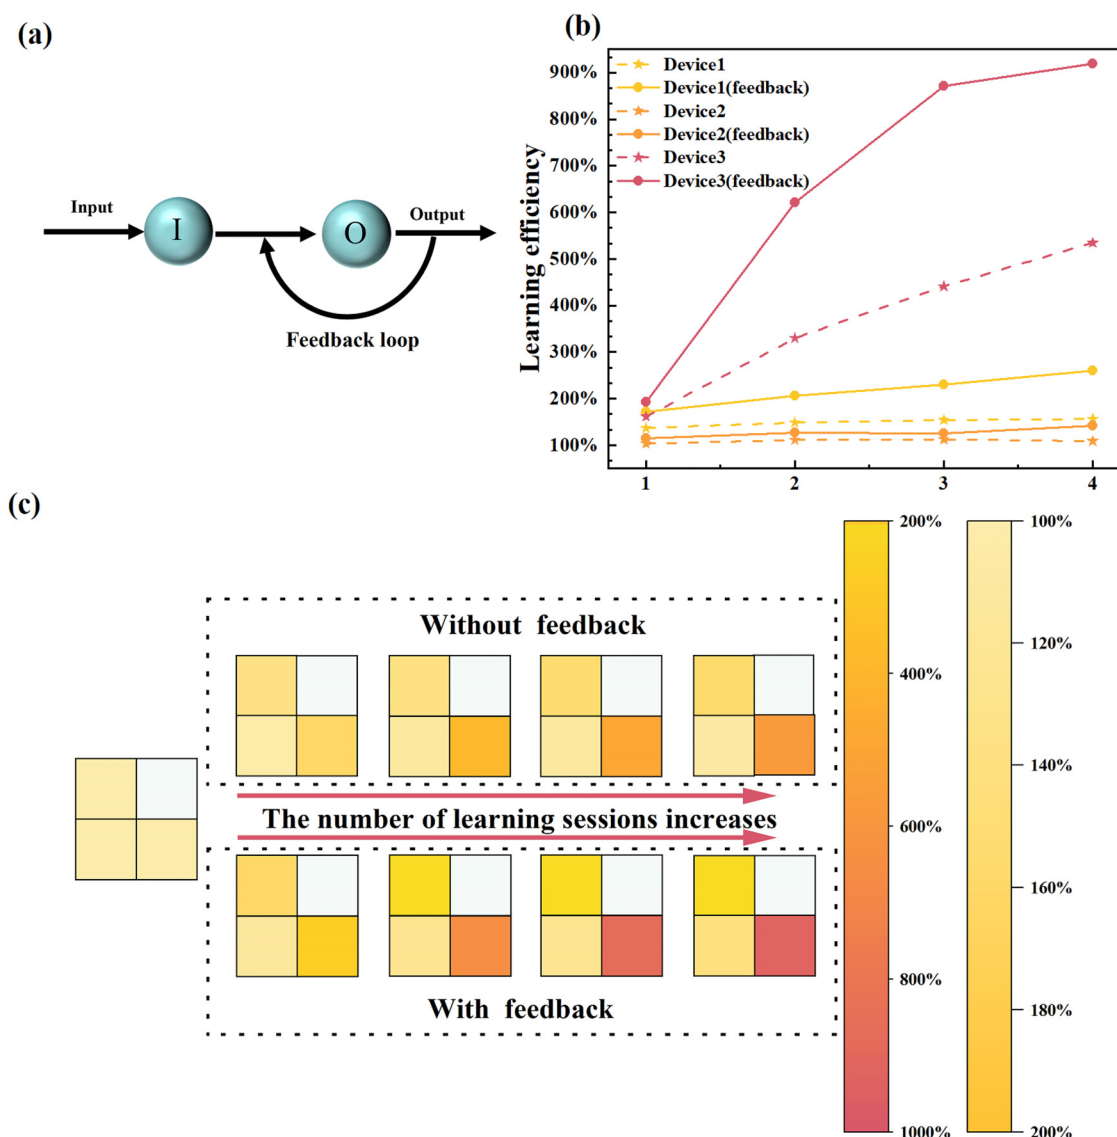 (a)
Input
I
O
Output
Feedback loop
(b)
Learning efficiency
900%
800%
700%
600%
500%
400%
300%
200%
100%
Device1
Device1(feedback)
Device2
Device2(feedback)
Device3
Device3(feedback)
1
2
3
4
(c)
Without feedback
The number of learning sessions increases
With feedback
200%
400%
600%
800%
1000%
100%
120%
140%
160%
180%
200%